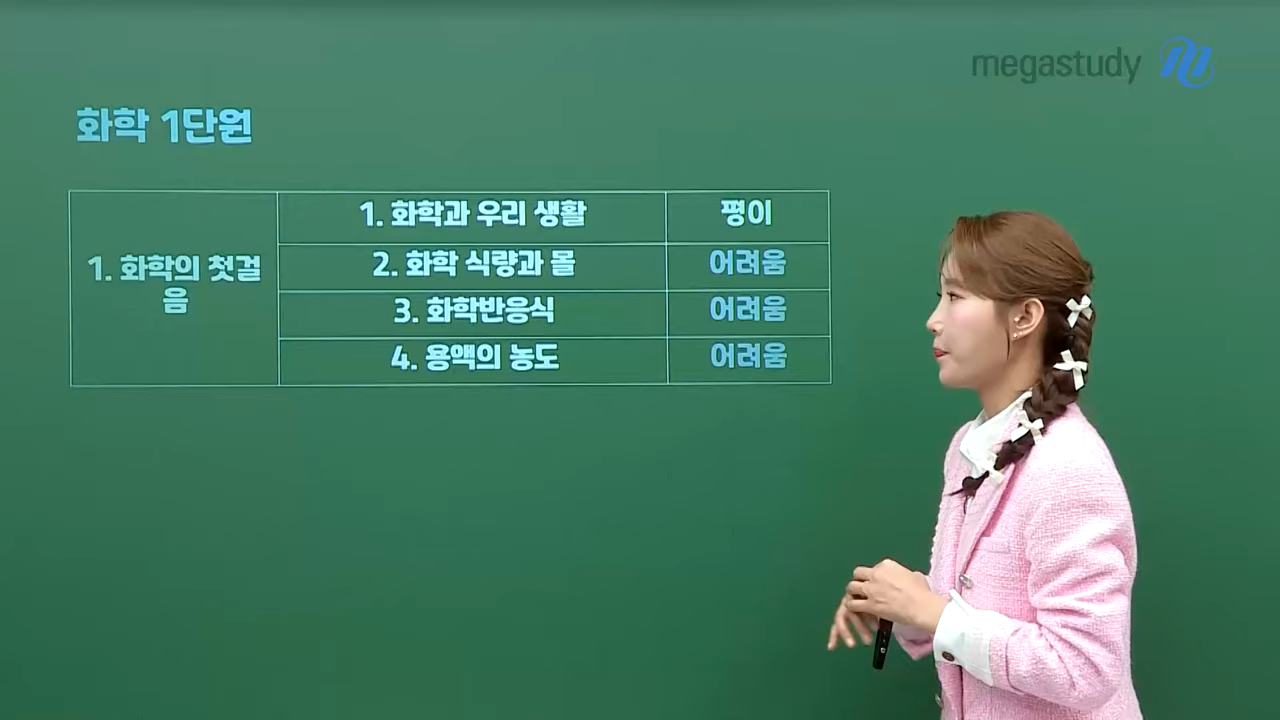 megastudy
화학 1단원
1. 화학의 첫걸
음
1. 화학과 우리 생활
평이
2. 화학 식량과 몰
어려움
3. 화학반응식
어려움
4. 용액의 농도
어려움